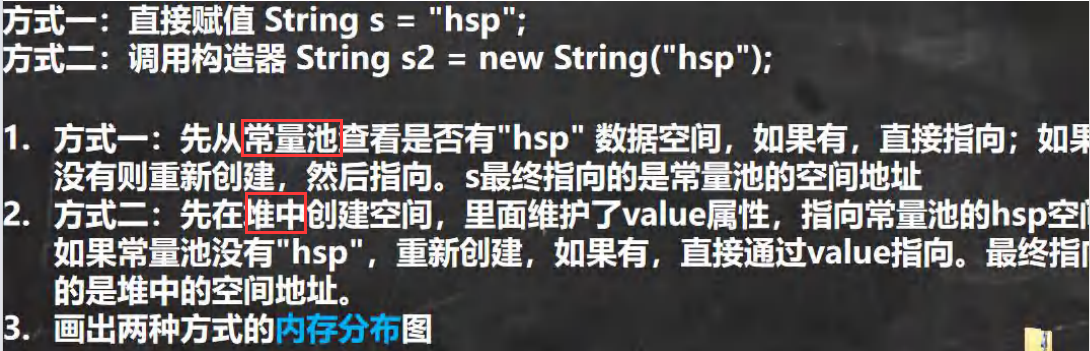 方式一：直接赋值 String s = "hsp";
方式二：调用构造器 String s2 = new String("hsp");
1. 方式一：先从常量池查看是否有"hsp" 数据空间，如果有，直接指向；如果
没有则重新创建，然后指向。s最终指向的是常量池的空间地址
2. 方式二：先在堆中创建空间，里面维护了value属性，指向常量池的hsp空间
如果常量池没有"hsp"，重新创建，如果有，直接通过value指向。最终指向
的是堆中的空间地址。
3. 画出两种方式的内存分布图